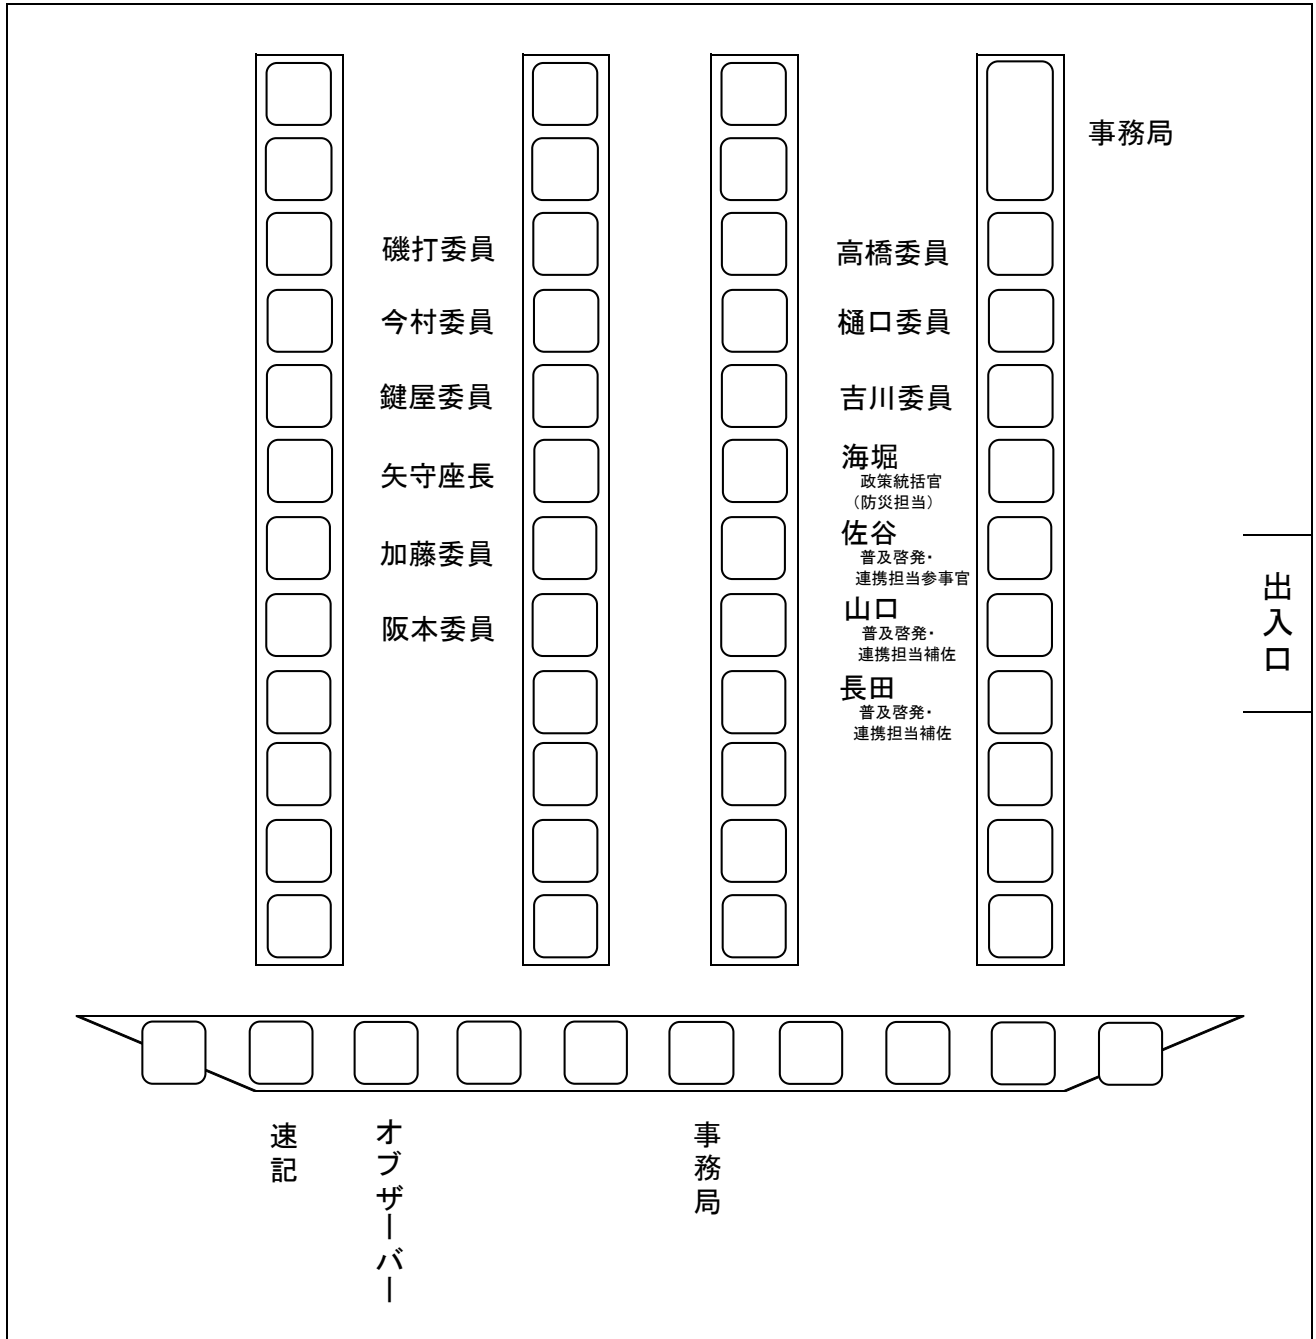 事務局
磯打委員
今村委員
鍵屋委員
矢守座長
加藤委員
阪本委員
高橋委員
樋口委員
吉川委員
海堀
政策統括官
（防災担当）
佐谷
普及啓発・
連携担当参事官
山口
普及啓発・
連携担当補佐
長田
普及啓発・
連携担当補佐
出入口
速記
オブザーバー
事務局